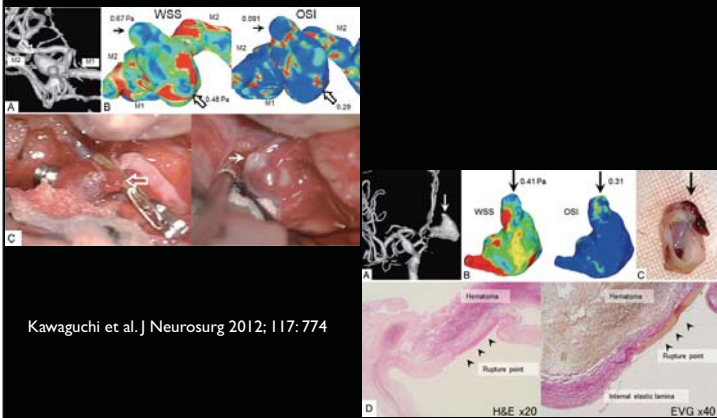 WSS
OSI
0.67 Pa
M2
0.091
M2
M2
M1
M2
M2
A
B
M1
0.48 Pa
M1
0.29
C
0.41 Pa
0.31
WSS
OSI
A
B
C
Kawaguchi et al. J Neurosurg 2012; 117: 774
Hematoma
Hematoma
Rupture point
Rupture point
Internal elastic lamina
D
H&E x20
EVG x40